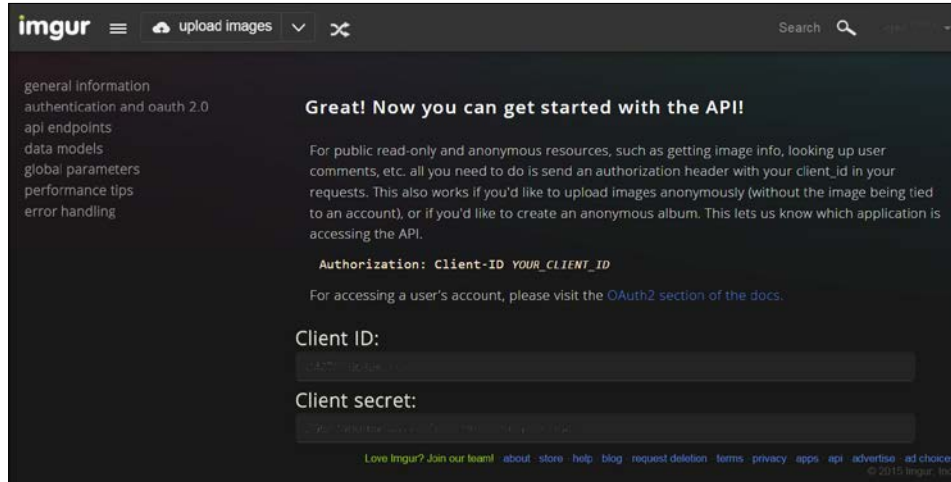 imgur
upload images
Search
general information
authentication and oauth 2.0
api endpoints
data models
global parameters
performance tips
error handling
Great! Now you can get started with the API!
For public read-only and anonymous resources, such as getting image info, looking up user
comments, etc. all you need to do is send an authorization header with your client_id in your
requests. This also works if you'd like to upload images anonymously (without the image being tied
to an account), or if you'd like to create an anonymous album. This lets us know which application is
accessing the API.
Authorization: Client-ID YOUR_CLIENT_ID
For accessing a user's account, please visit the OAuth2 section of the docs.
Client ID:
Client secret:
Love Imgur? Join our team! about store help blog request deletion terms privacy apps api advertise ad choices
© 2015 Imgur, Inc